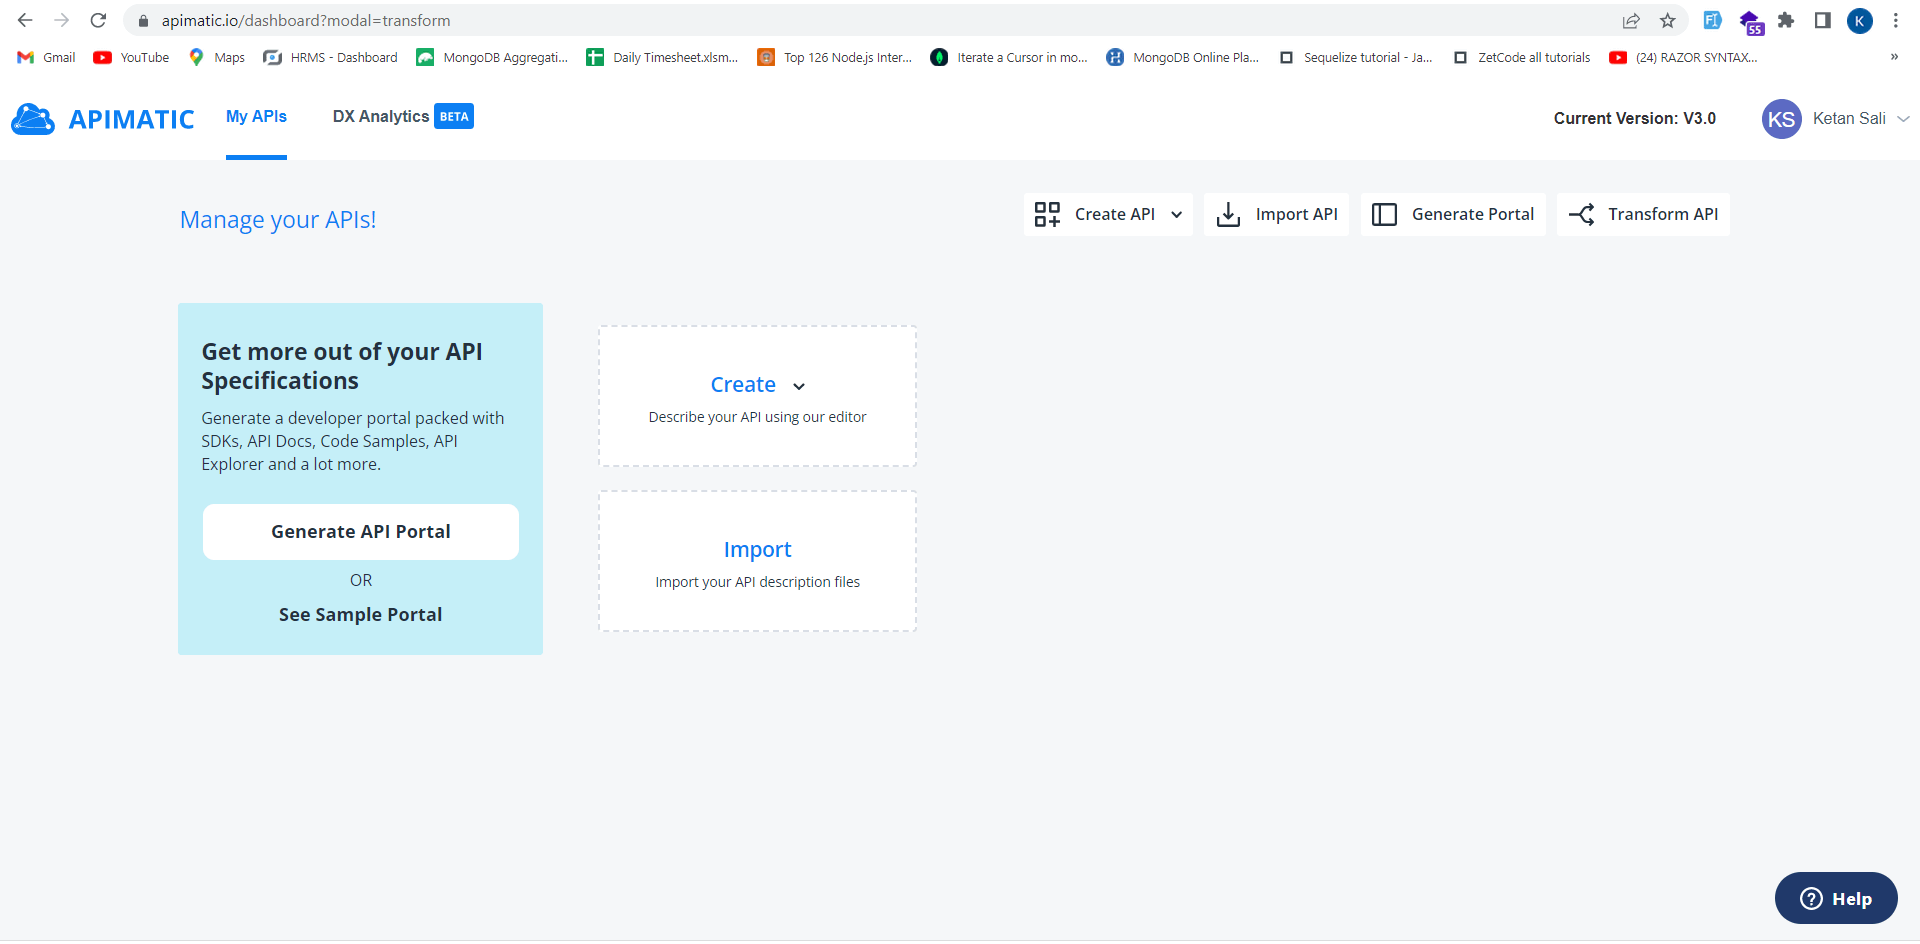 apimatic.io/dashboard?modal=transform
55
K
Gmail
YouTube
Maps
HRMS - Dashboard
MongoDB Aggregati...
Daily Timesheet.xlsm...
Top 126 Node.js Inter...
Iterate a Cursor in mo...
MongoDB Online Pla...
Sequelize tutorial - Ja...
ZetCode all tutorials
(24) RAZOR SYNTAX...
»
APIMATIC
My APIs
DX Analytics BETA
Current Version: V3.0
KS
Ketan Sali
Manage your APIs!
Create API
Import API
Generate Portal
Transform API
Get more out of your API
Specifications
Generate a developer portal packed with
SDKs, API Docs, Code Samples, API
Explorer and a lot more.
Generate API Portal
OR
See Sample Portal
Create
Describe your API using our editor
Import
Import your API description files
? Help